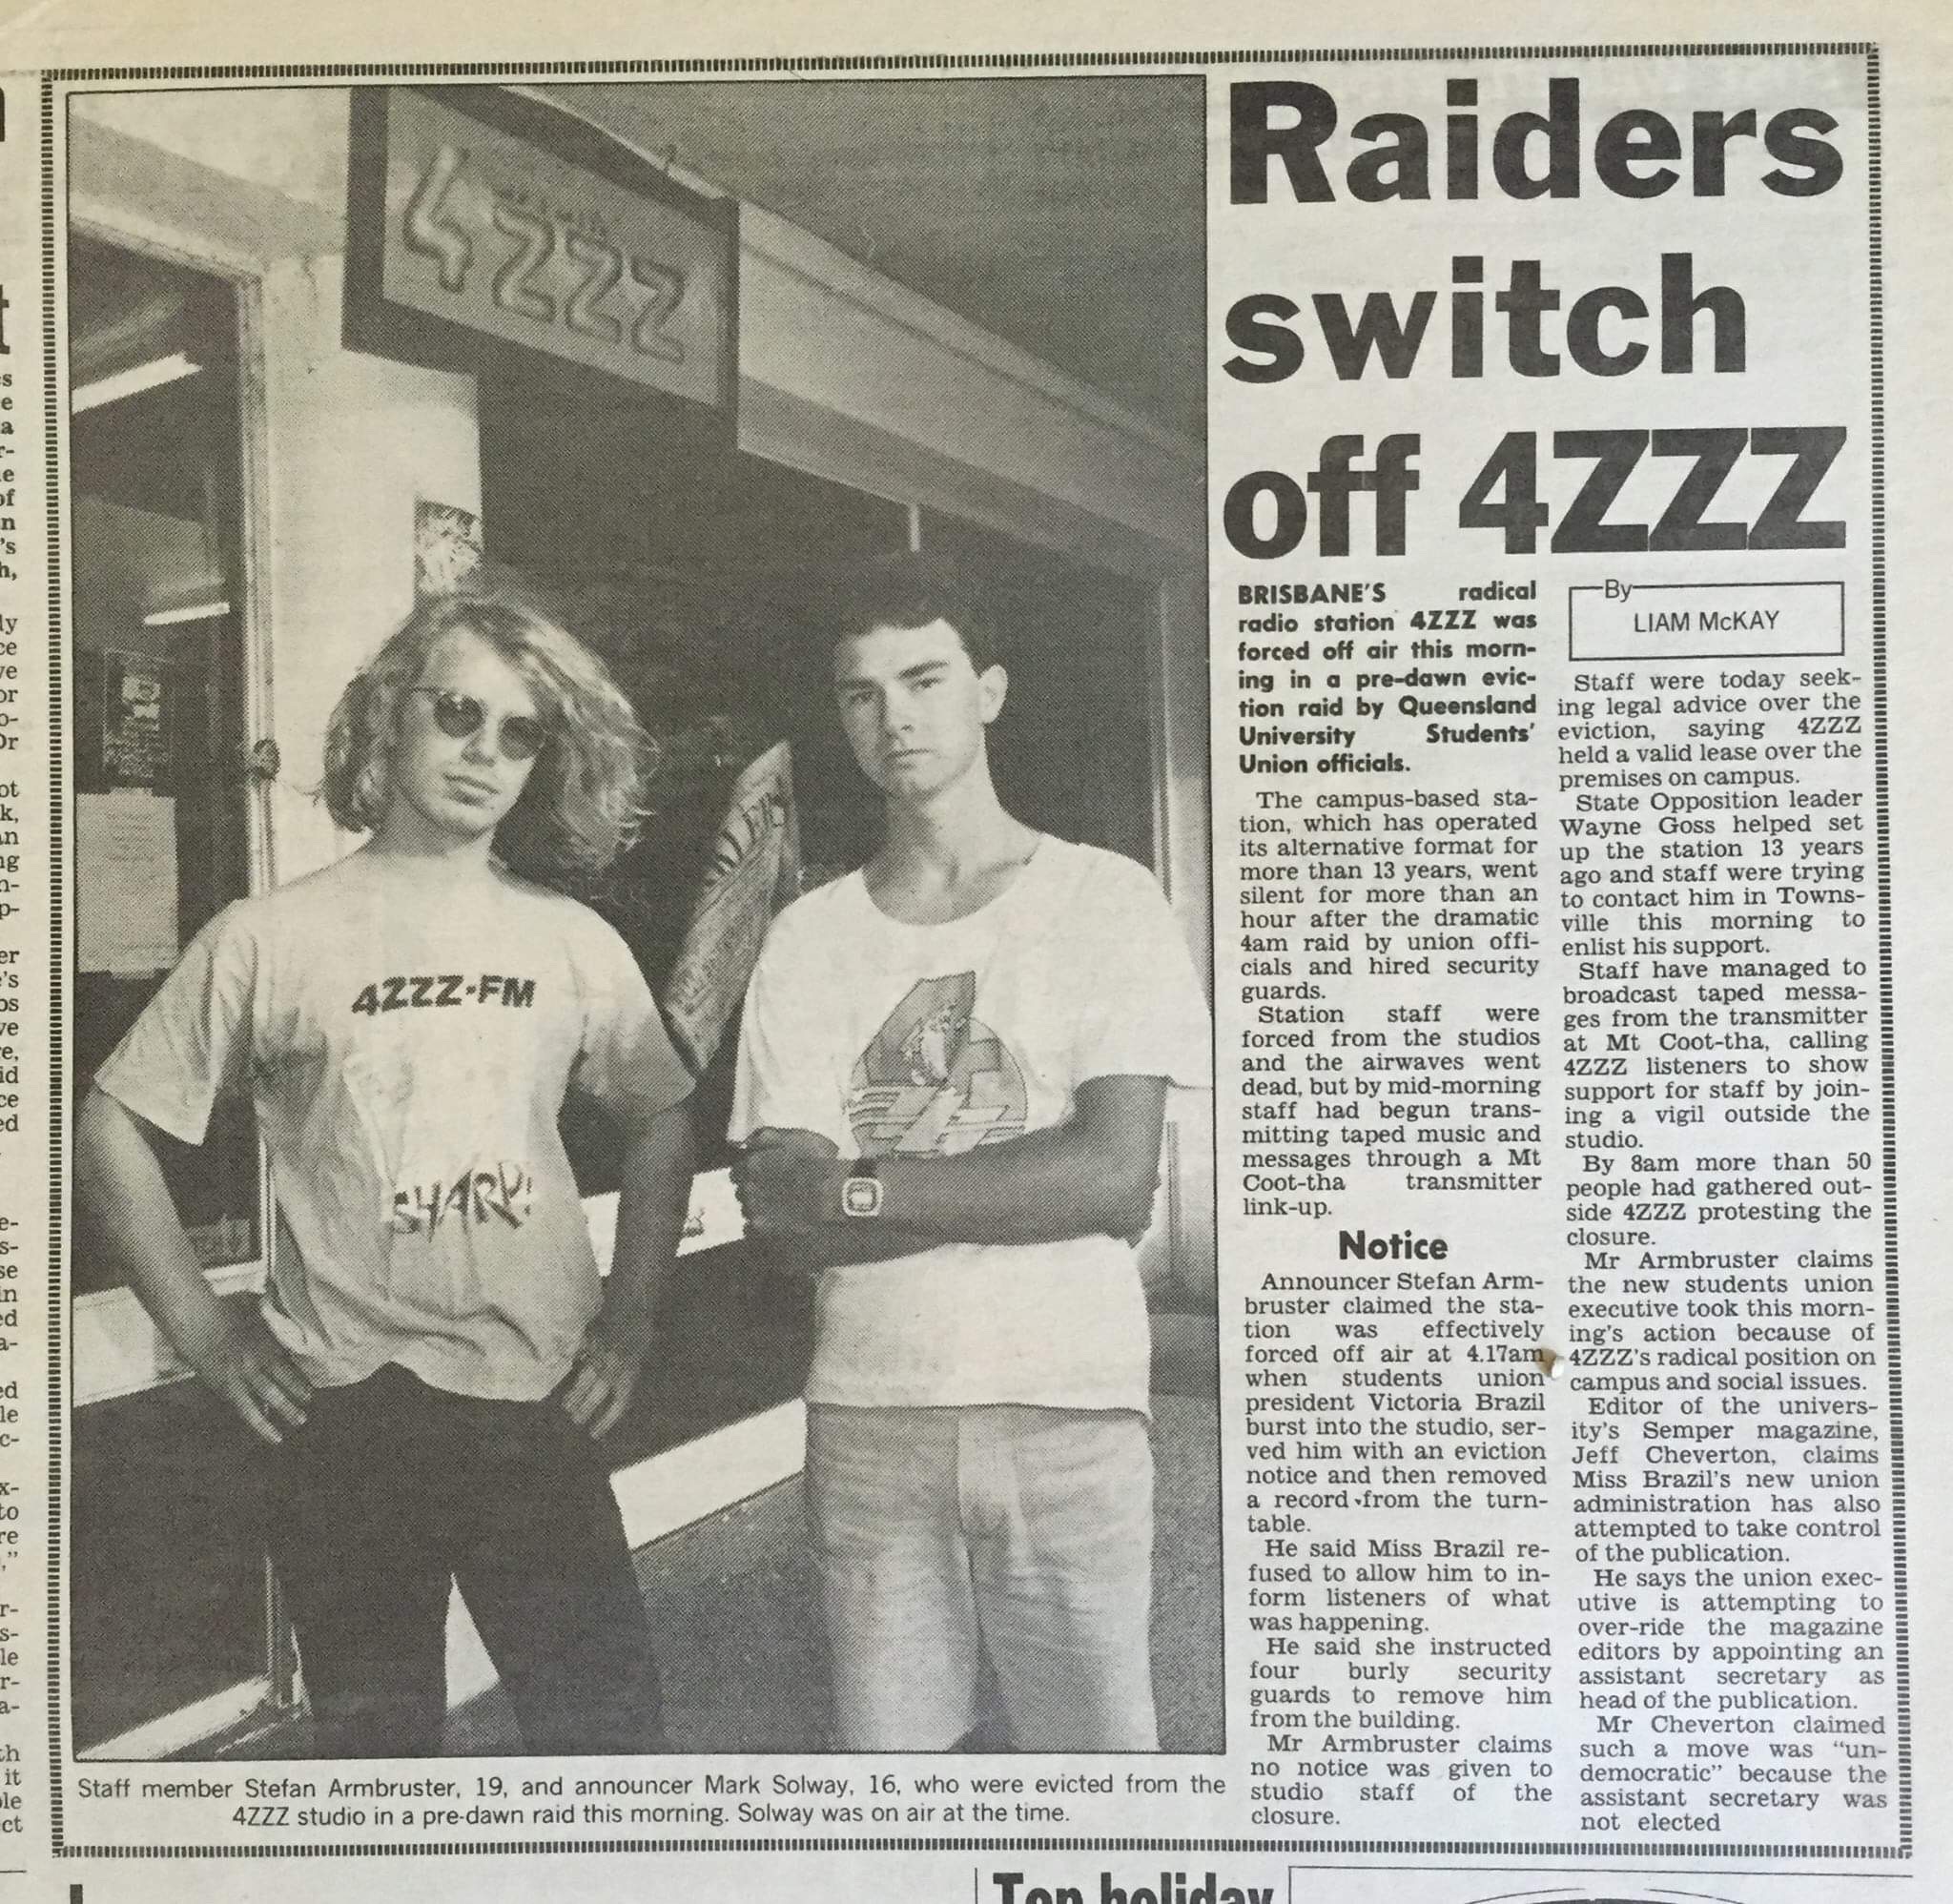 4ZZZ
4ZZZ-FM
SHARP!
Raiders
switch
off 4ZZZ
BRISBANE'S radical
radio station 4ZZZ was
forced off air this morn-
ing in a pre-dawn evic-
tion raid by Queensland
University Students'
Union officials.
The campus-based sta-
tion, which has operated
its alternative format for
more than 13 years, went
silent for more than an
hour after the dramatic
4am raid by union offi-
cials and hired security
guards.
Station staff were
forced from the studios
and the airwaves went
dead, but by mid-morning
staff had begun trans-
mitting taped music and
messages through a Mt
Coot-tha transmitter
link-up.
Notice
Announcer Stefan Arm-
bruster claimed the sta-
tion was effectively
forced off air at 4.17am
when students union
president Victoria Brazil
burst into the studio, ser-
ved him with an eviction
notice and then removed
a record from the turn-
table.
He said Miss Brazil re-
fused to allow him to in-
form listeners of what
was happening.
He said she instructed
four burly security
guards to remove him
from the building.
Mr Armbruster claims
no notice was given to
studio staff of the
closure.
By
LIAM McKAY
Staff were today seek-
ing legal advice over the
eviction, saying 4ZZZ
held a valid lease over the
premises on campus.
State Opposition leader
Wayne Goss helped set
up the station 13 years
ago and staff were trying
to contact him in Towns-
ville this morning to
enlist his support.
Staff have managed to
broadcast taped messa-
ges from the transmitter
at Mt Coot-tha, calling
4ZZZ listeners to show
support for staff by join-
ing a vigil outside the
studio.
By 8am more than 50
people had gathered out-
side 4ZZZ protesting the
closure.
Mr Armbruster claims
the new students union
executive took this morn-
ing's action because of
4ZZZ's radical position on
campus and social issues.
Editor of the univers-
ity's Semper magazine,
Jeff Cheverton, claims
Miss Brazil's new union
administration has also
attempted to take control
of the publication.
He says the union exec-
utive is attempting to
over-ride the magazine
editors by appointing an
assistant secretary as
head of the publication.
Mr Cheverton claimed
such a move was "un-
democratic" because the
assistant secretary was
not elected
Staff member Stefan Armbruster, 19, and announcer Mark Solway, 16, who were evicted from the
4ZZZ studio in a pre-dawn raid this morning. Solway was on air at the time.
Top holiday